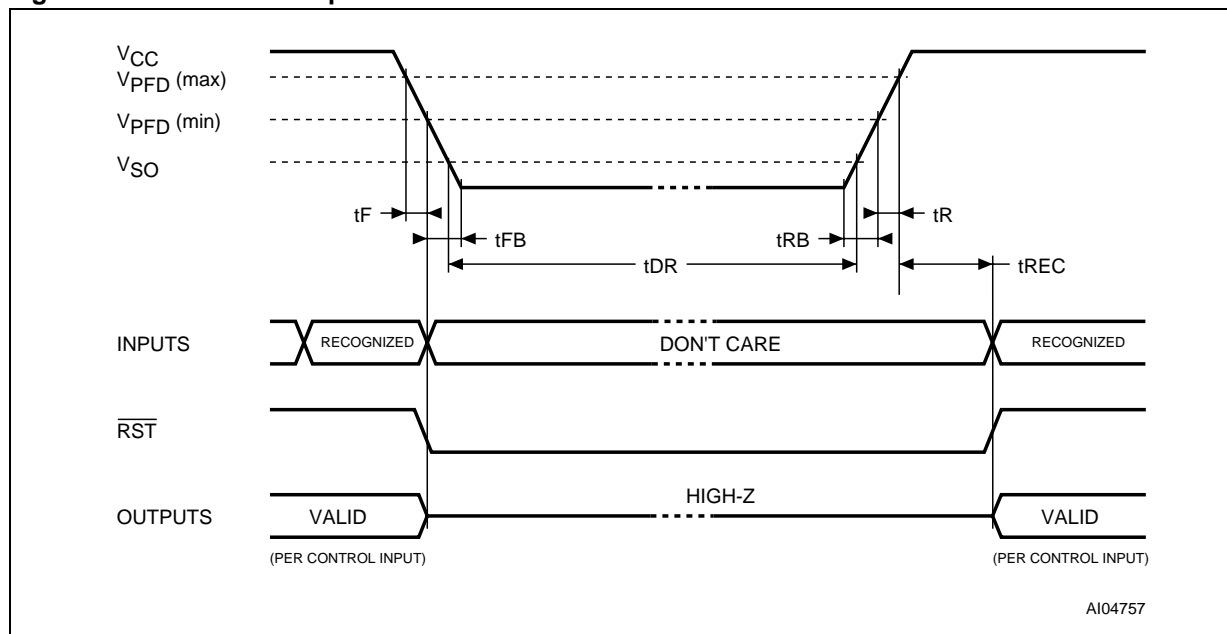 VCC
VPFD (max)
VPFD (min)
VSO
tF
tFB
tDR
tRB
tR
tREC
INPUTS
RECOGNIZED
DON'T CARE
RECOGNIZED
RST
HIGH-Z
OUTPUTS
VALID
VALID
(PER CONTROL INPUT)
(PER CONTROL INPUT)
AI04757